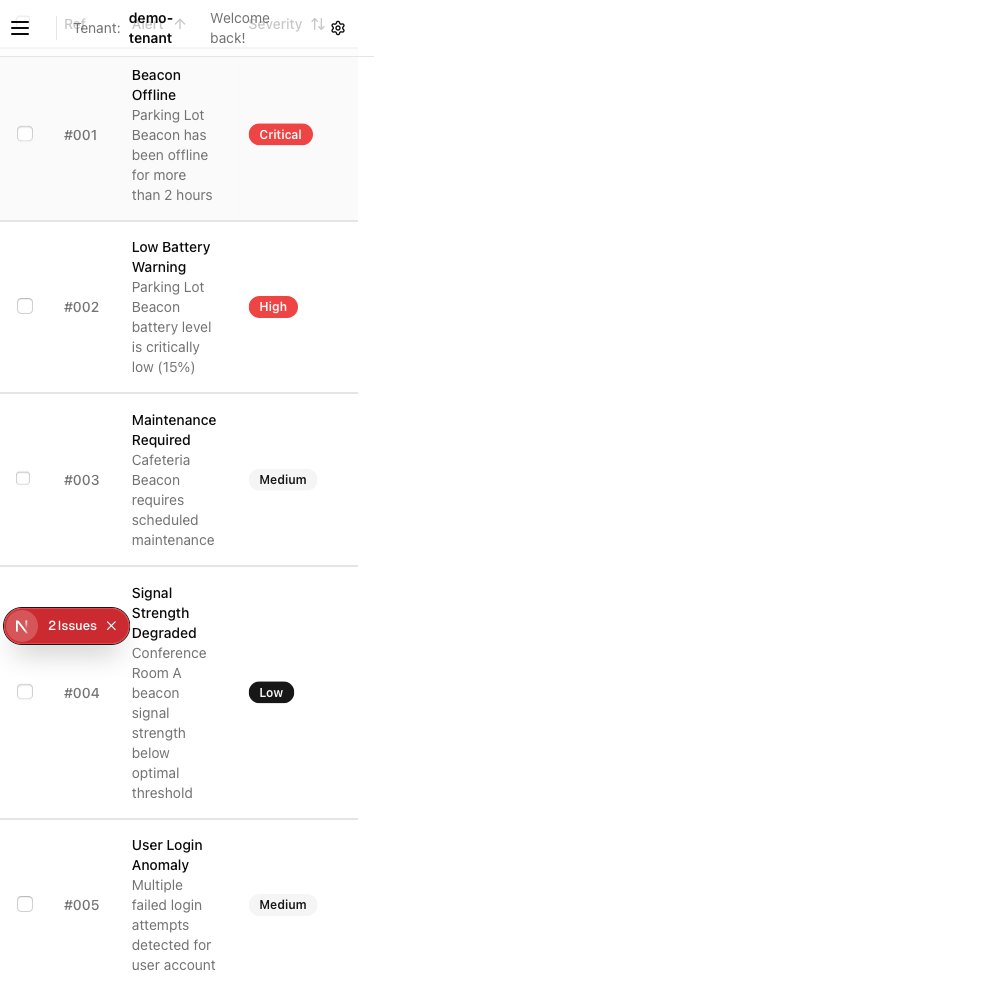 Ref Alert Severity
Tenant: demo-tenant Welcome back!
Beacon
Offline
Parking Lot
Beacon has
been offline
for more
than 2 hours
#001
Critical
Low Battery
Warning
Parking Lot
Beacon
battery level
is critically
low (15%)
#002
High
Maintenance
Required
Cafeteria
Beacon
requires
scheduled
maintenance
#003
Medium
2 Issues
Signal
Strength
Degraded
Conference
Room A
beacon
signal
strength
below
optimal
threshold
#004
Low
User Login
Anomaly
Multiple
failed login
attempts
detected for
user account
#005
Medium